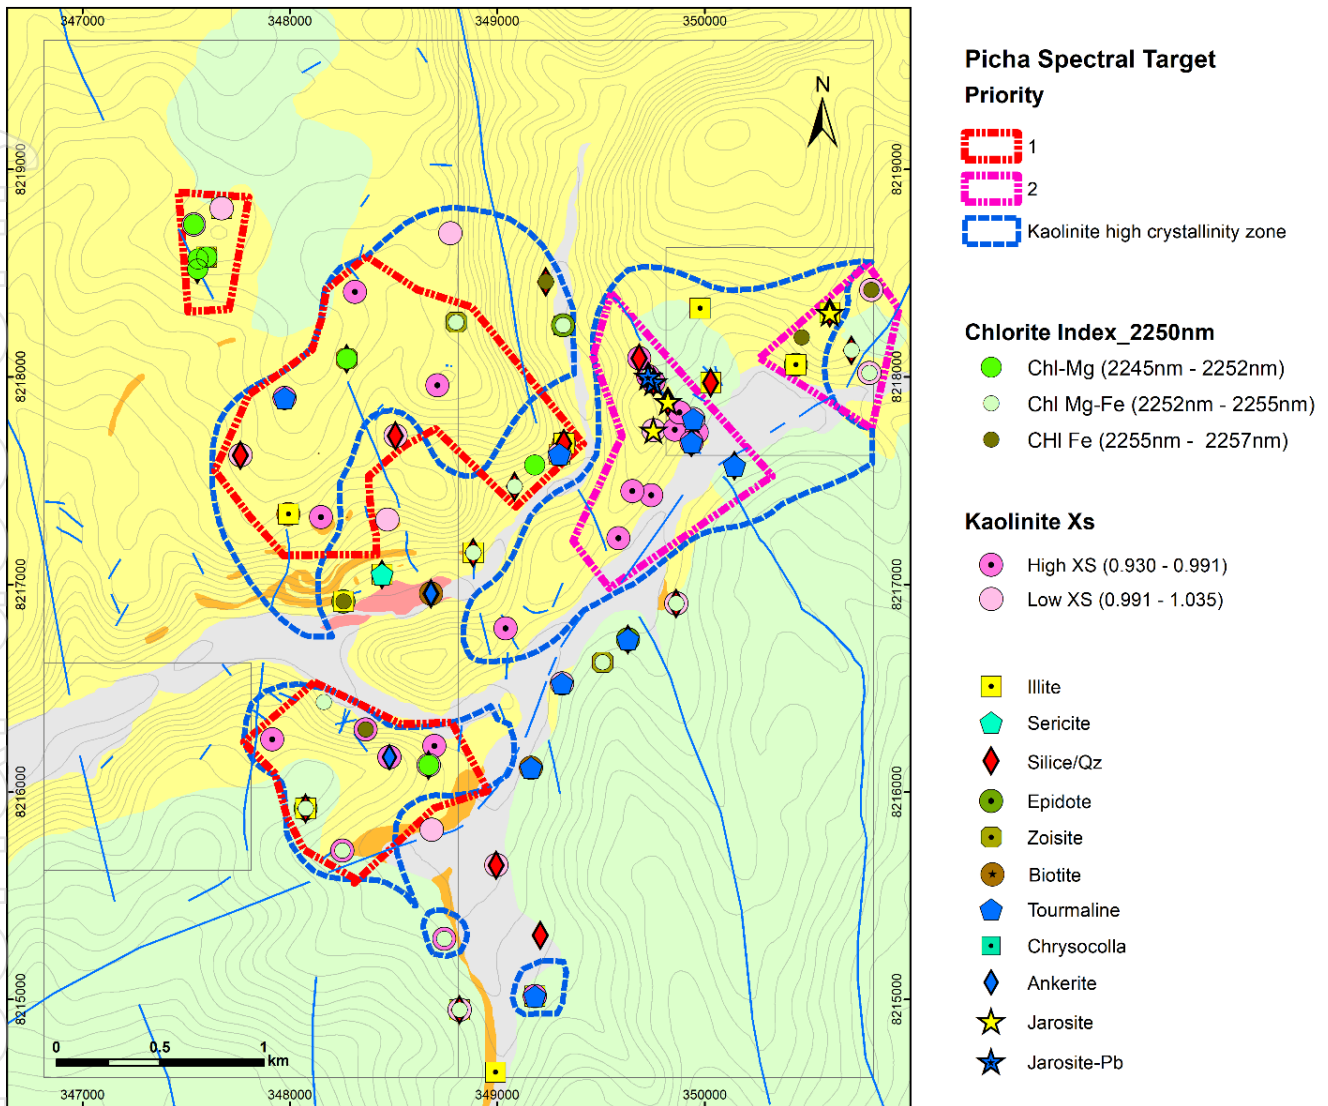 347000 348000 349000 350000
N
8219000 8219000
8218000 8218000
8217000 8217000
8216000 8216000
8215000 8215000
0 0.5 1
km
347000 348000 349000 350000
Picha Spectral Target
Priority
1
2
Kaolinite high crystallinity zone
Chlorite Index_2250nm
Chl-Mg (2245nm - 2252nm)
Chl Mg-Fe (2252nm - 2255nm)
CHl Fe (2255nm - 2257nm)
Kaolinite Xs
High XS (0.930 - 0.991)
Low XS (0.991 - 1.035)
Illite
Sericite
Silice/Qz
Epidote
Zoisite
Biotite
Tourmaline
Chrysocolla
Ankerite
Jarosite
Jarosite-Pb